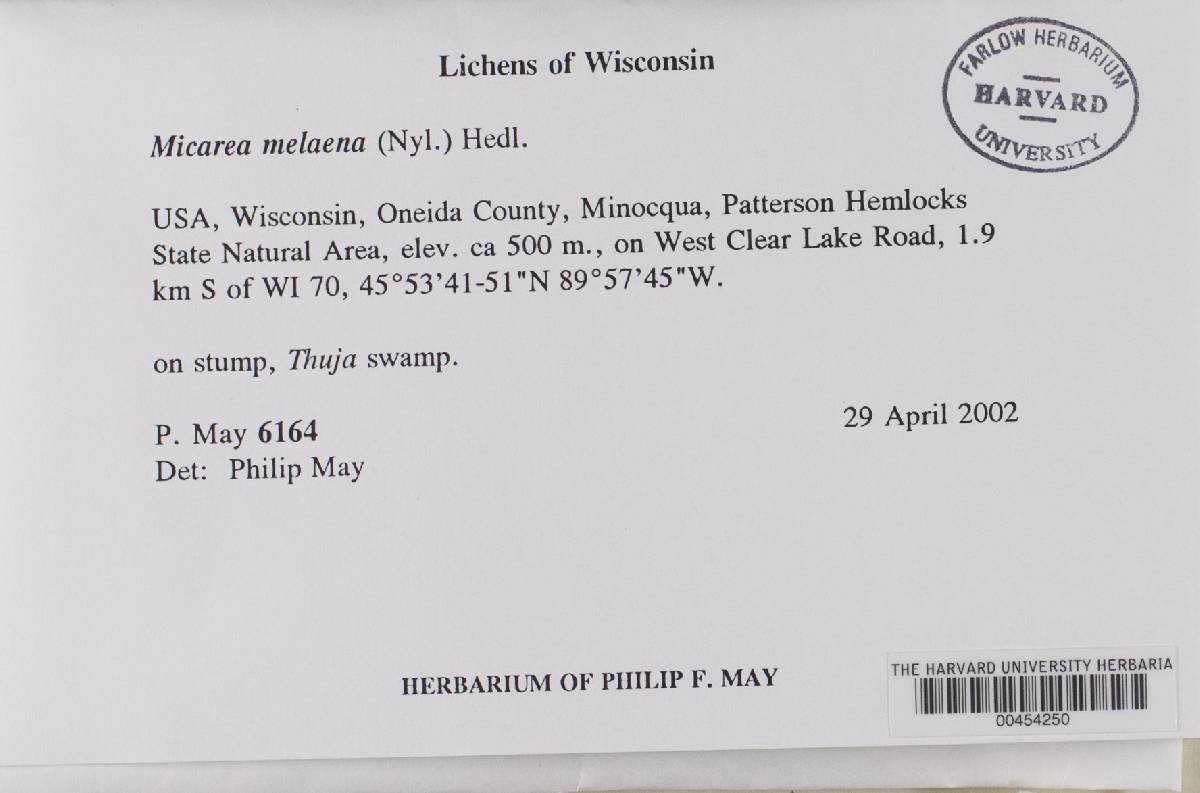 Lichens of Wisconsin
FARLOW HERBARIUM
HARVARD
UNIVERSITY
Micarea melaena (Nyl.) Hedl.
USA, Wisconsin, Oneida County, Minocqua, Patterson Hemlocks
State Natural Area, elev. ca 500 m., on West Clear Lake Road, 1.9
km S of WI 70, 45°53’41-51"N 89°57’45"W.
on stump, Thuja swamp.
P. May 6164
29 April 2002
Det: Philip May
HERBARIUM OF PHILIP F. MAY
THE HARVARD UNIVERSITY HERBARIA
00454250